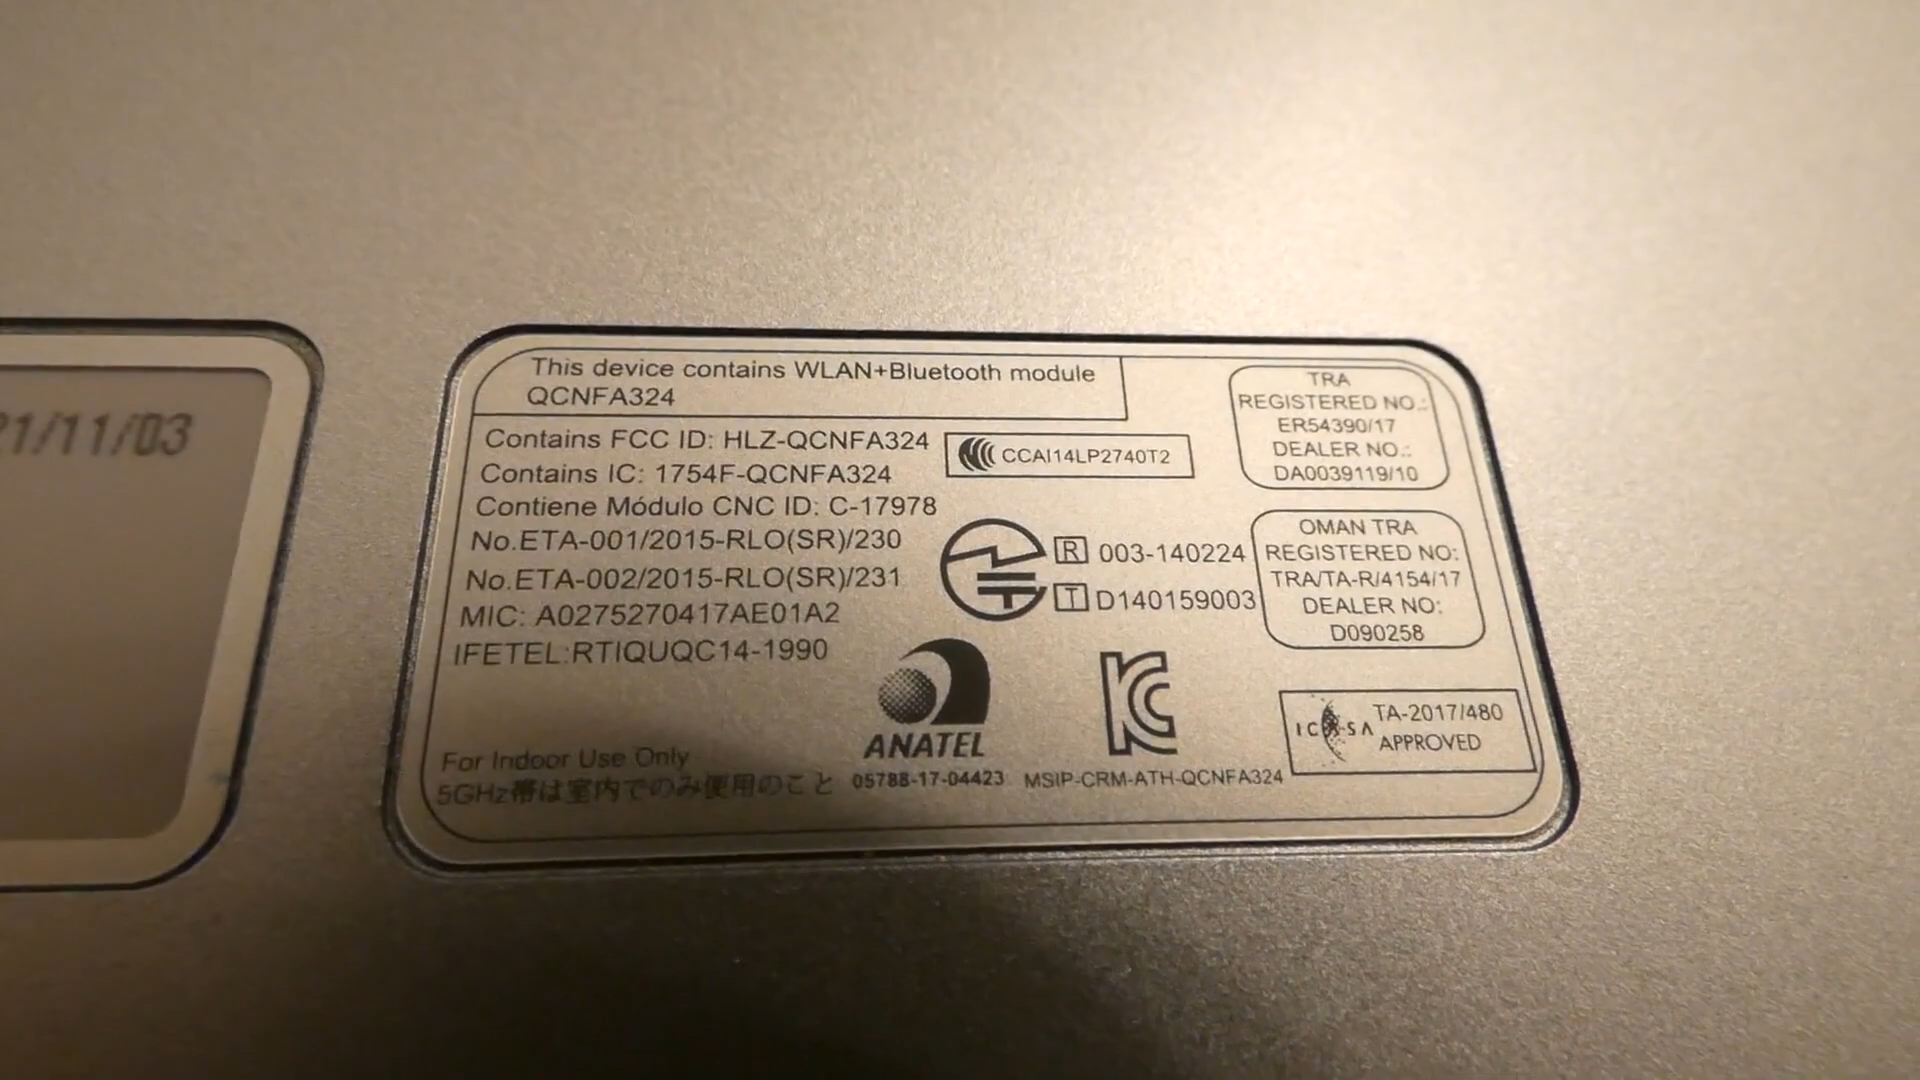 21/11/03
This device contains WLAN+Bluetooth module
QCNFA324
Contains FCC ID: HLZ-QCNFA324
Contains IC: 1754F-QCNFA324
Contiene Módulo CNC ID: C-17978
No.ETA-001/2015-RLO(SR)/230
No.ETA-002/2015-RLO(SR)/231
MIC: A0275270417AE01A2
IFETEL:RTIQUQC14-1990
For Indoor Use Only
5GHz帯は室内でのみ使用のこと
CCAI14LP2740T2
R 003-140224
T D140159003
ANATEL
05788-17-04423
MSIP-CRM-ATH-QCNFA324
TRA
REGISTERED NO.:
ER54390/17
DEALER NO.:
DA0039119/10
OMAN TRA
REGISTERED NO:
TRA/TA-R/4154/17
DEALER NO:
D090258
ICASA TA-2017/480
APPROVED